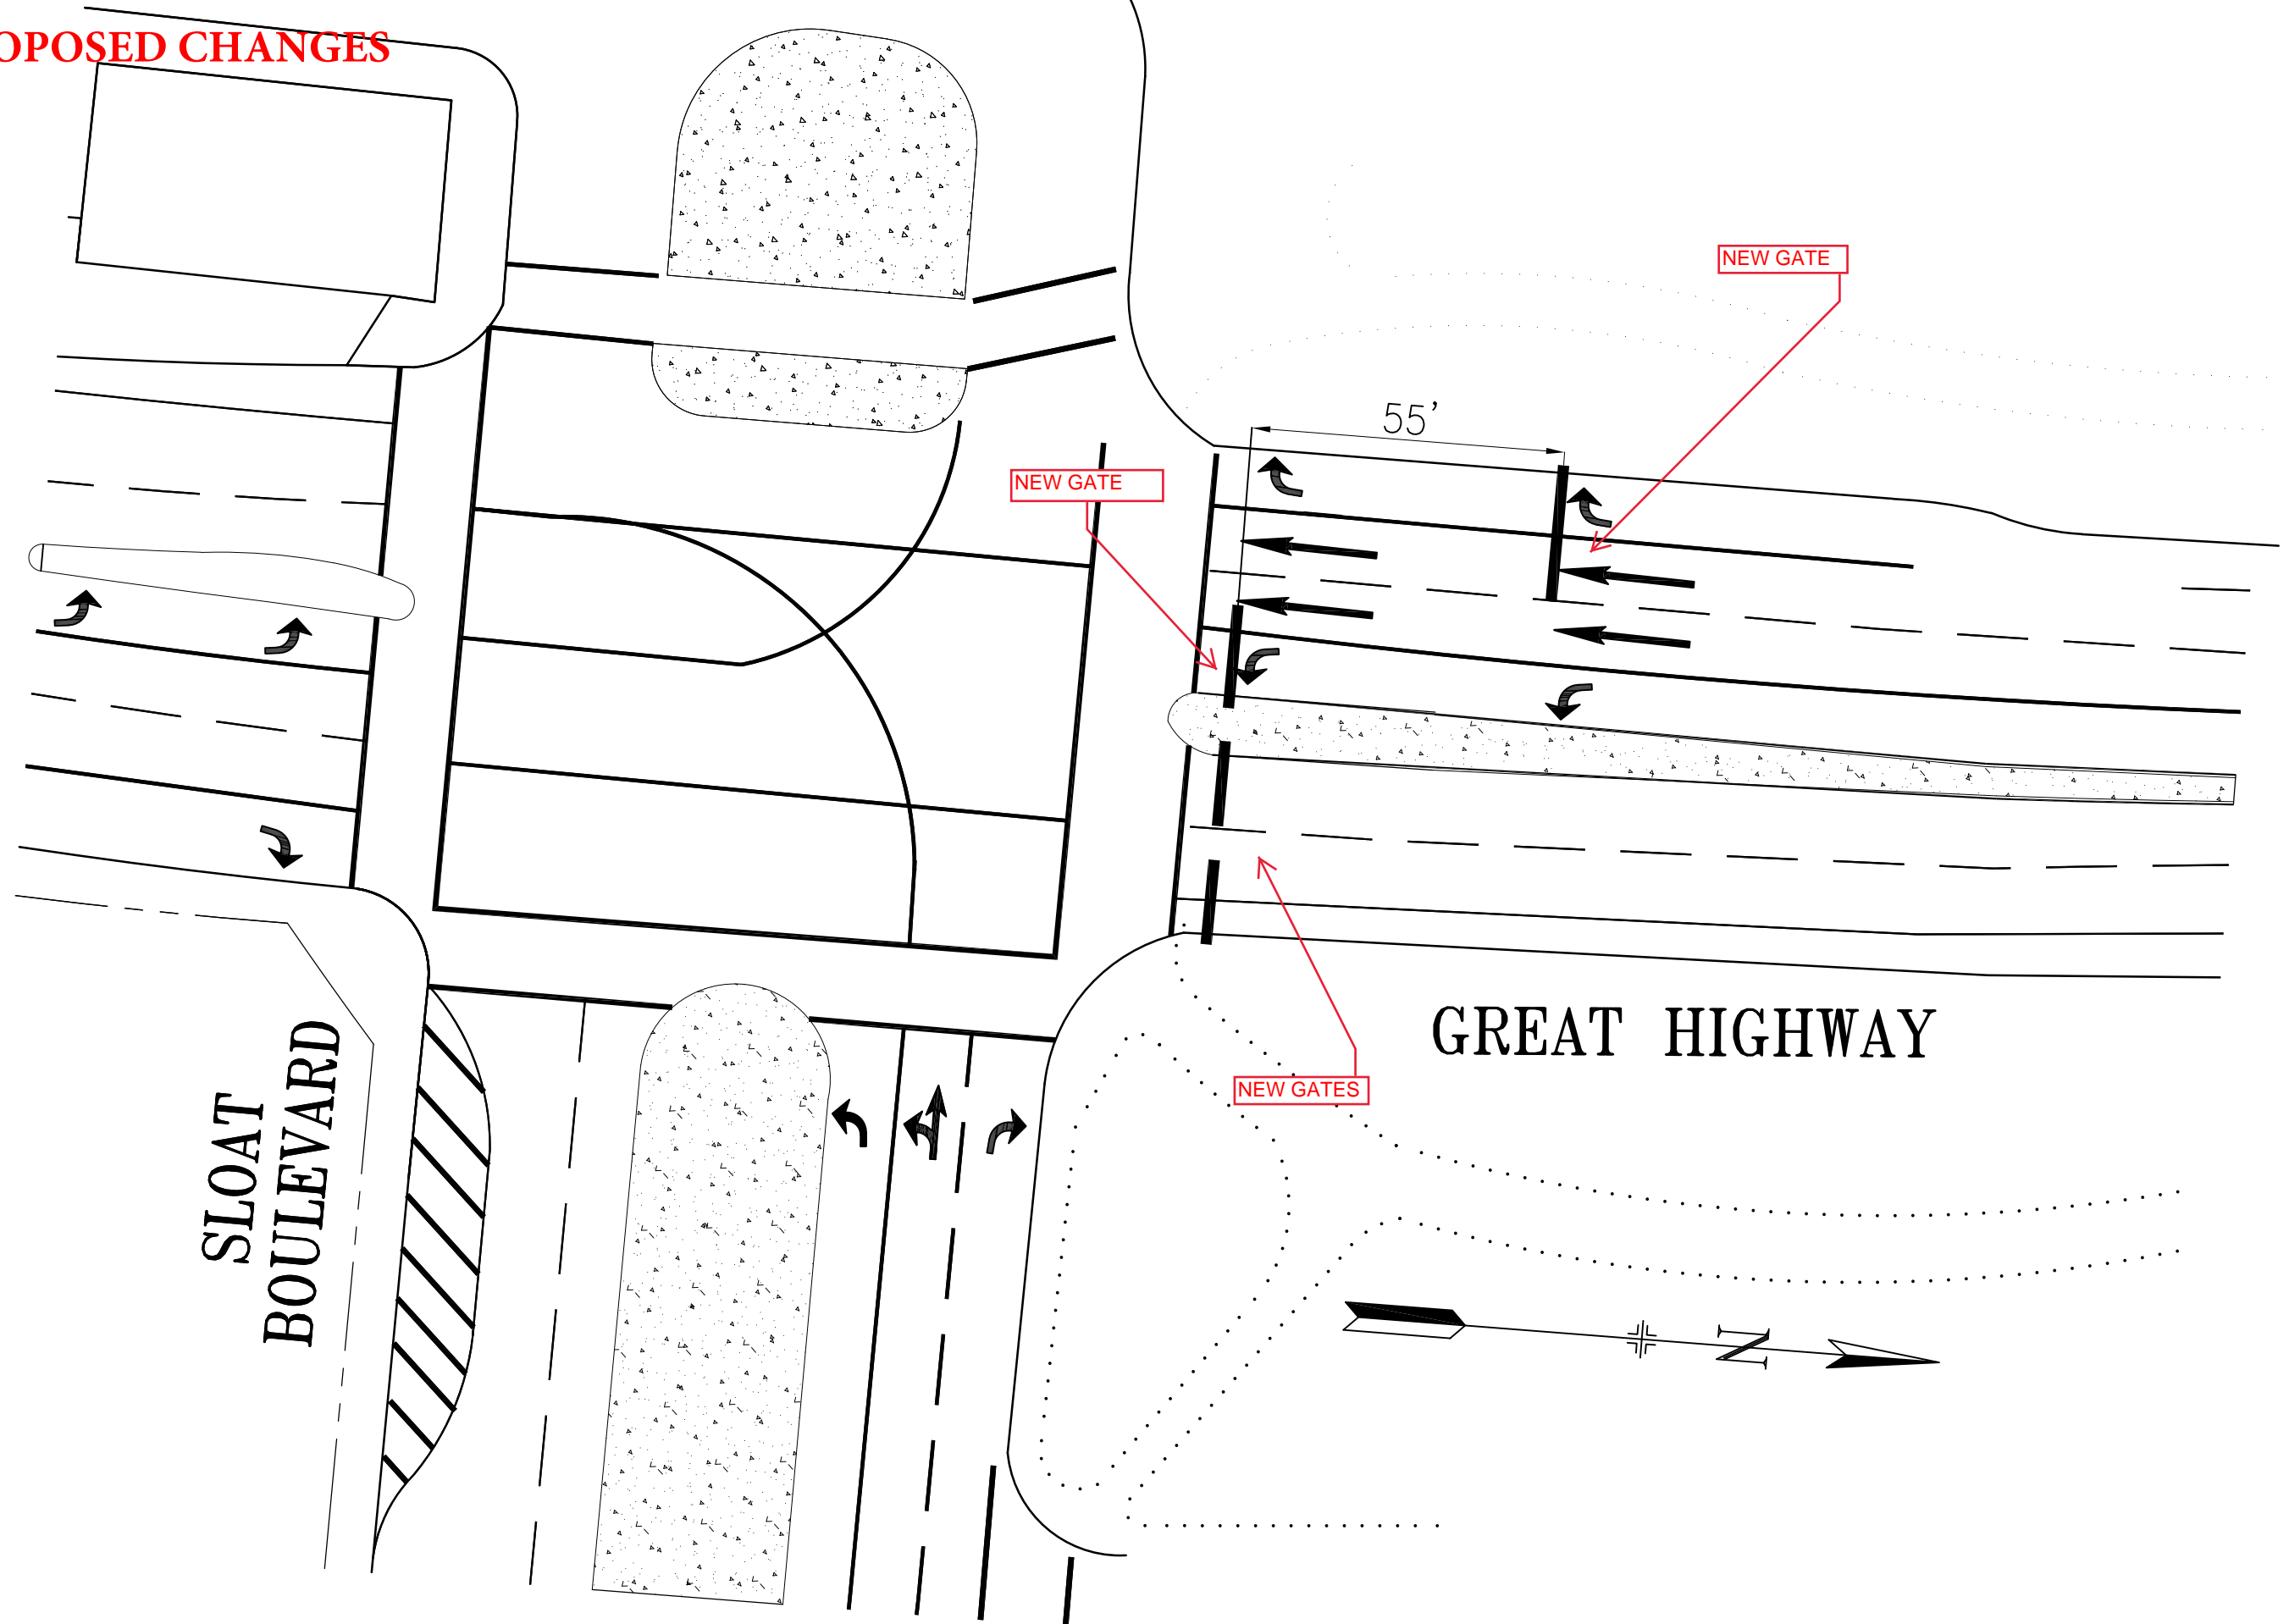 OPOSED CHANGES
NEW GATE
55’
NEW GATE
GREAT HIGHWAY
NEW GATES
SLOAT
BOULEVARD
N